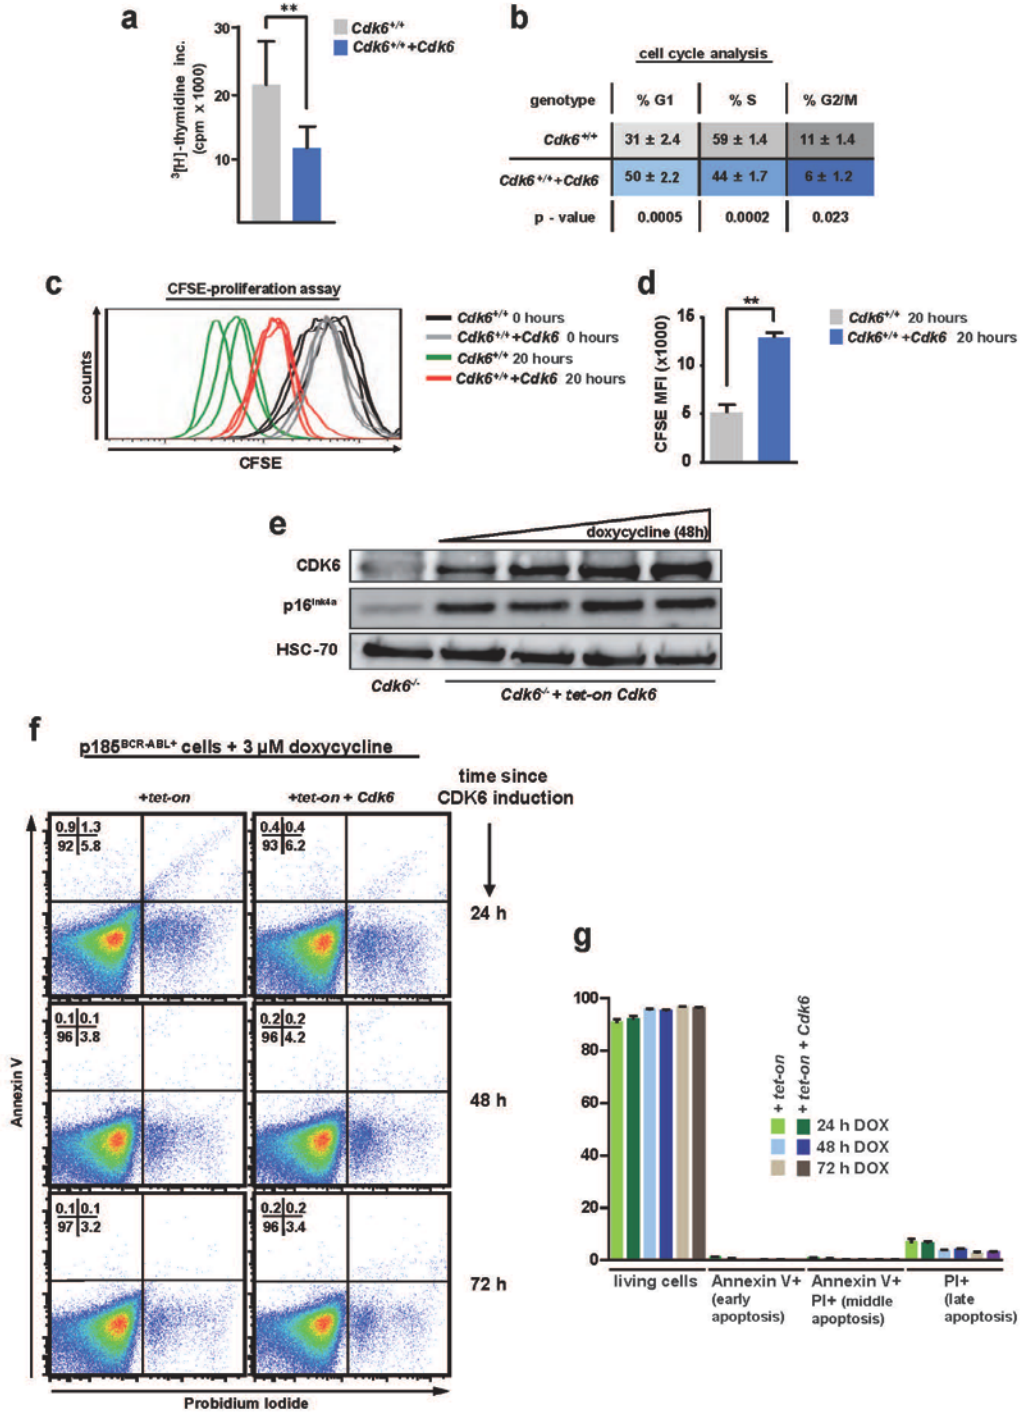 a
**
30
20
10
³[H]-thymidine inc.
(cpm x 1000)
Cdk6+/+
Cdk6+/++Cdk6
b
cell cycle analysis
genotype % G1 % S % G2/M
Cdk6+/+ 31 ± 2.4 59 ± 1.4 11 ± 1.4
Cdk6+/++Cdk6 50 ± 2.2 44 ± 1.7 6 ± 1.2
p - value 0.0005 0.0002 0.023
c
CFSE-proliferation assay
counts
CFSE
Cdk6+/+ 0 hours
Cdk6+/++Cdk6 0 hours
Cdk6+/+ 20 hours
Cdk6+/++Cdk6 20 hours
d
**
15
10
5
0
CFSE MFI (x1000)
Cdk6+/+ 20 hours
Cdk6+/++Cdk6 20 hours
e
doxycycline (48h)
CDK6
p16Ink4a
HSC-70
Cdk6-/-
Cdk6-/- + tet-on Cdk6
f
p185BCR-ABL+ cells + 3 µM doxycycline
time since
CDK6 induction
+tet-on
+tet-on + Cdk6
0.9 1.3
92 5.8
0.4 0.4
93 6.2
24 h
0.1 0.1
96 3.8
0.2 0.2
96 4.2
48 h
0.1 0.1
97 3.2
0.2 0.2
96 3.4
72 h
Annexin V
Probidium Iodide
g
100
80
60
40
20
0
+ tet-on
+ tet-on + Cdk6
24 h DOX
48 h DOX
72 h DOX
living cells
Annexin V+
(early
apoptosis)
Annexin V+
PI+ (middle
apoptosis)
PI+
(late
apoptosis)